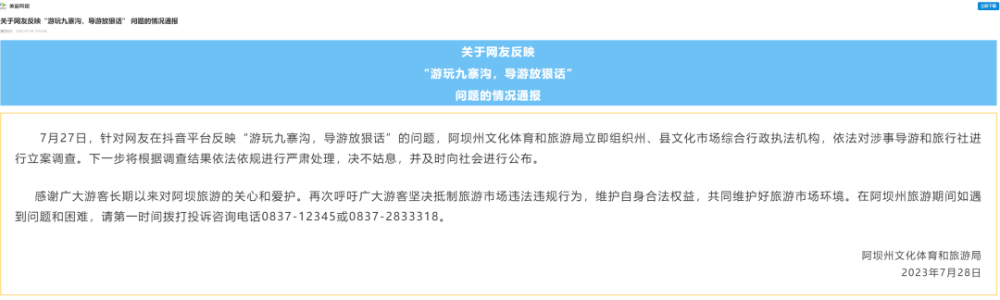 美丽阿坝
立即下载
关于网友反映“游玩九寨沟，导游放狠话” 问题的情况通报
关于网友反映
“游玩九寨沟，导游放狠话”
问题的情况通报
7月27日，针对网友在抖音平台反映“游玩九寨沟，导游放狠话”的问题，阿坝州文化体育和旅游局立即组织州、县文化市场综合行政执法机构，依法对涉事导游和旅行社进
行立案调查。下一步将根据调查结果依法依规进行严肃处理，决不姑息，并及时向社会进行公布。
感谢广大游客长期以来对阿坝旅游的关心和爱护。再次呼吁广大游客坚决抵制旅游市场违法违规行为，维护自身合法权益，共同维护好旅游市场环境。在阿坝州旅游期间如遇
到问题和困难，请第一时间拨打投诉咨询电话0837-12345或0837-2833318。
阿坝州文化体育和旅游局
2023年7月28日